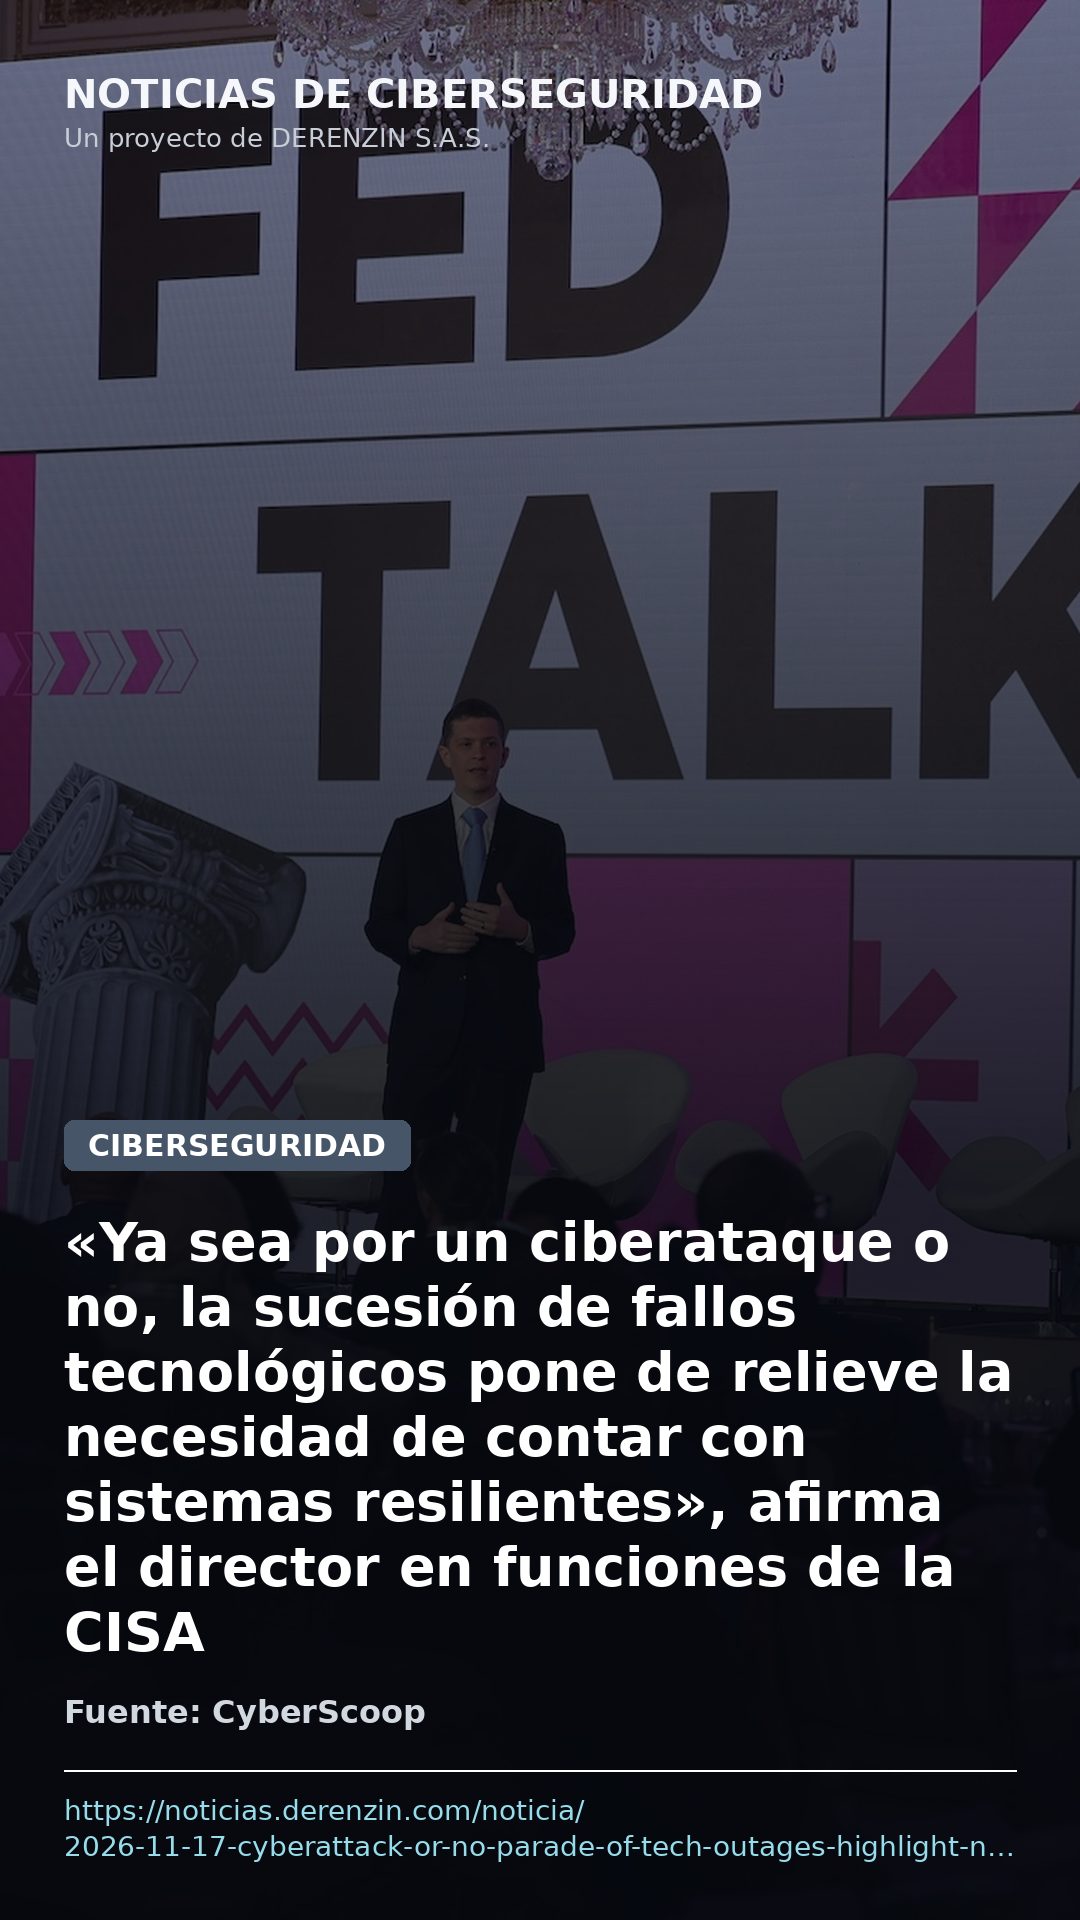 NOTICIAS DE CIBERSEGURIDAD
Un proyecto de DERENZIN S.A.S.
FED
TALK
CIBERSEGURIDAD
«Ya sea por un ciberataque o
no, la sucesión de fallos
tecnológicos pone de relieve la
necesidad de contar con
sistemas resilientes», afirma
el director en funciones de la
CISA
Fuente: CyberScoop
https://noticias.derenzin.com/noticia/
2026-11-17-cyberattack-or-no-parade-of-tech-outages-highlight-n...